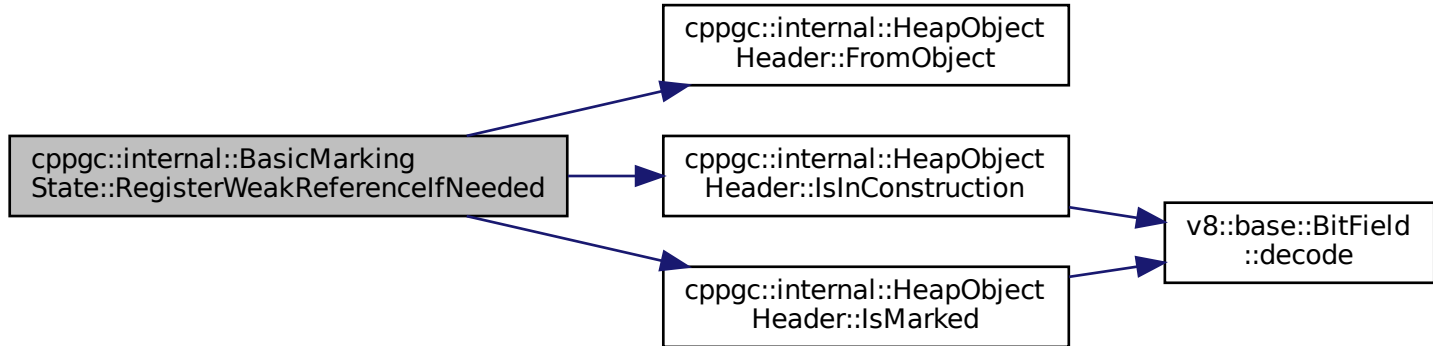 cppgc::internal::HeapObject
Header::FromObject
cppgc::internal::BasicMarking
State::RegisterWeakReferenceIfNeeded
cppgc::internal::HeapObject
Header::IsInConstruction
v8::base::BitField
::decode
cppgc::internal::HeapObject
Header::IsMarked